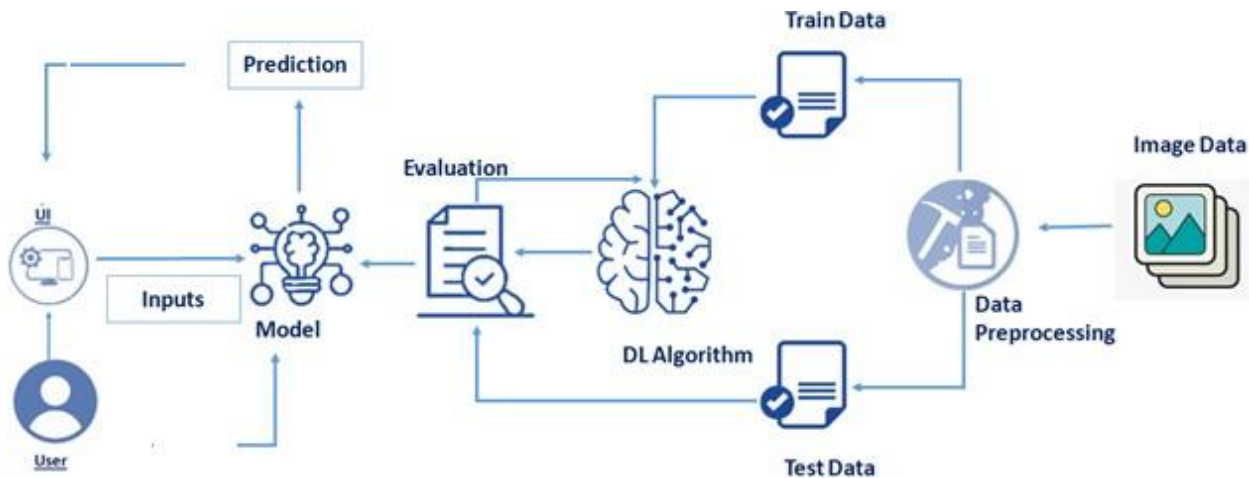 Train Data
Prediction
Image Data
Evaluation
UI
Inputs
Model
DL Algorithm
Data
Preprocessing
User
Test Data